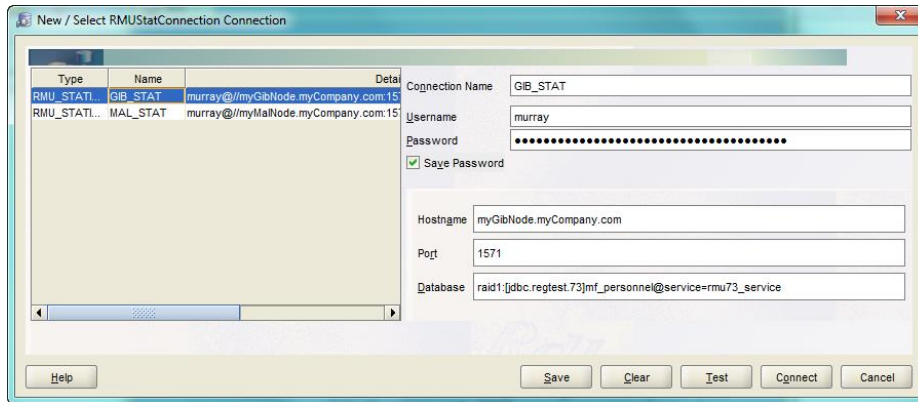 New / Select RMUStatConnection Connection
Type Name Detai
RMU_STATI... GIB_STAT murray@//myGibNode.myCompany.com:157
RMU_STATI... MAL_STAT murray@//myMalNode.myCompany.com:157
Connection Name GIB_STAT
Username murray
Password ●●●●●●●●●●●●●●●●●●●●●●●●●●●●●●●●●●●●●●●
Save Password
Hostname myGibNode.myCompany.com
Port 1571
Database raid1:[jdbc.regtest.73]mf_personnel@service=rmu73_service
Help Save Clear Test Connect Cancel